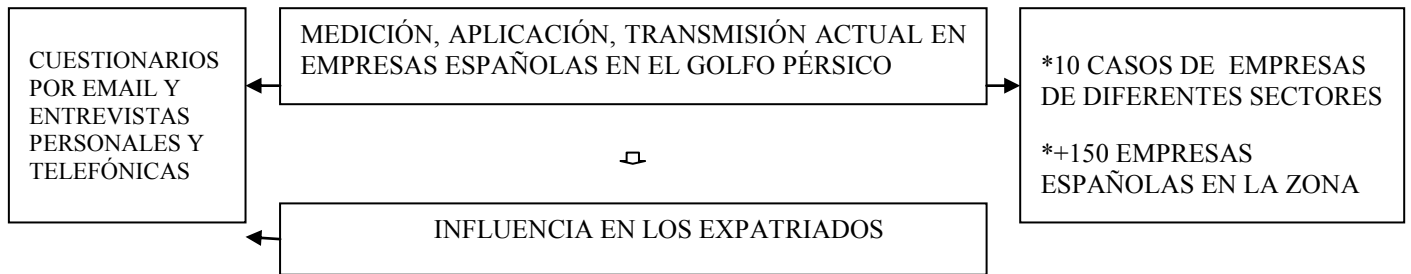 CUESTIONARIOS
POR EMAIL Y
ENTREVISTAS
PERSONALES Y
TELEFÓNICAS
MEDICIÓN, APLICACIÓN, TRANSMISIÓN ACTUAL EN
EMPRESAS ESPAÑOLAS EN EL GOLFO PÉRSICO
*10 CASOS DE EMPRESAS
DE DIFERENTES SECTORES
*+150 EMPRESAS
ESPAÑOLAS EN LA ZONA
INFLUENCIA EN LOS EXPATRIADOS